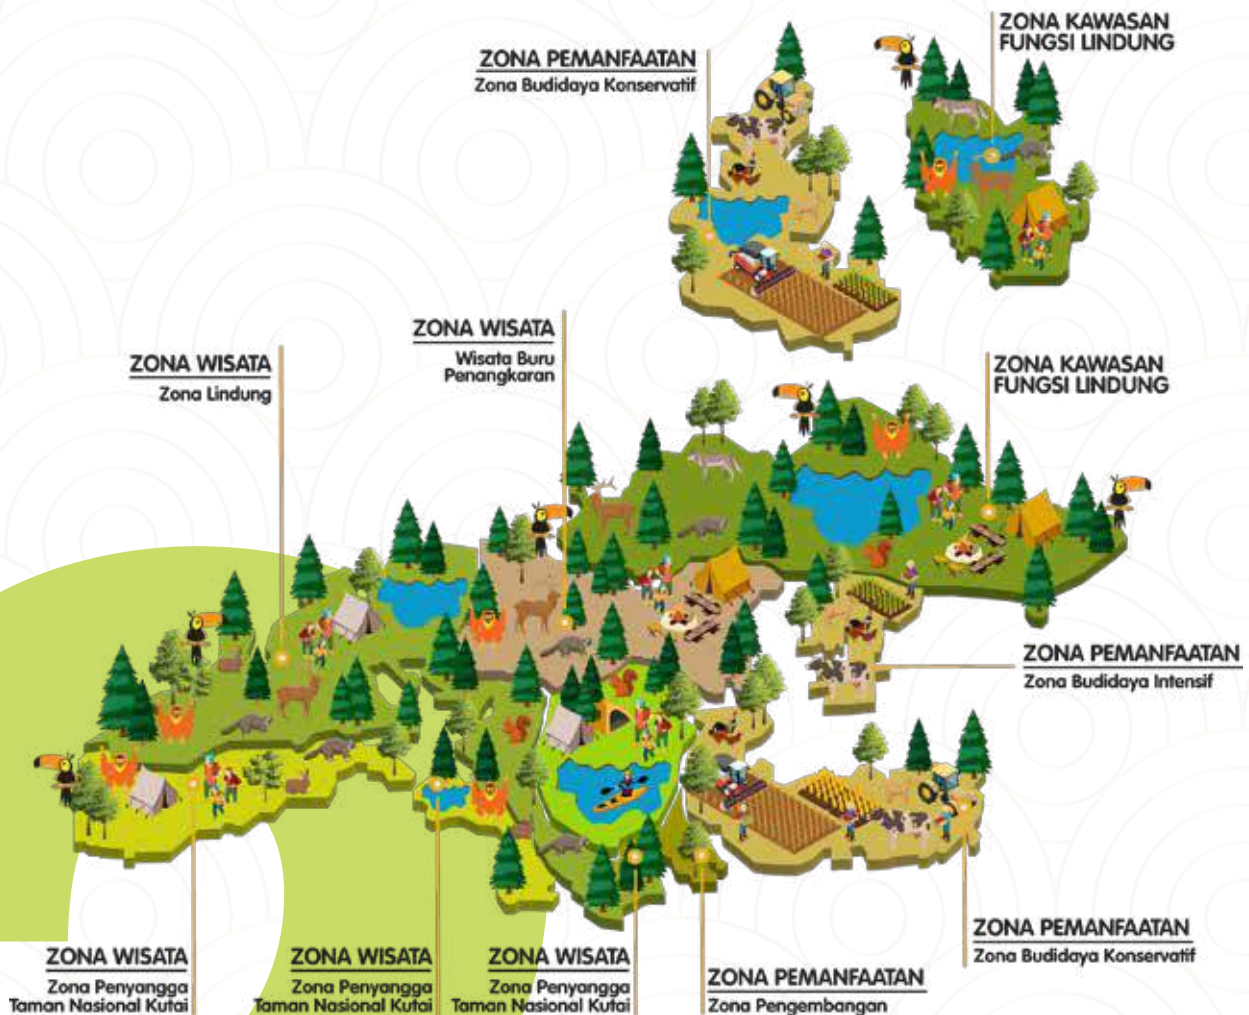 ZONA KAWASAN
FUNGSI LINDUNG
ZONA PEMANFAATAN
Zona Budidaya Konservatif
ZONA WISATA
Wisata Buru
Penangkaran
ZONA WISATA
Zona Lindung
ZONA KAWASAN
FUNGSI LINDUNG
ZONA PEMANFAATAN
Zona Budidaya Intensif
ZONA PEMANFAATAN
Zona Budidaya Konservatif
ZONA WISATA
Zona Penyangga
Taman Nasional Kutai
ZONA WISATA
Zona Penyangga
Taman Nasional Kutai
ZONA WISATA
Zona Penyangga
Taman Nasional Kutai
ZONA PEMANFAATAN
Zona Pengembangan